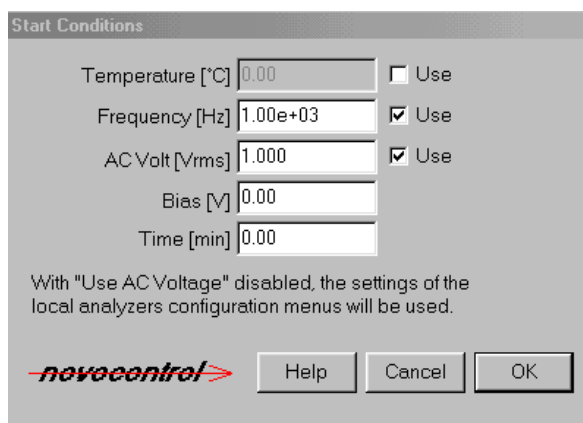 Start Conditions
Temperature [°C] 0.00 Use
Frequency [Hz] 1.00e+03 Use
AC Volt [Vrms] 1.000 Use
Bias [V] 0.00
Time [min] 0.00
With "Use AC Voltage" disabled, the settings of the
local analyzers configuration menus will be used.
novocontrol Help Cancel OK